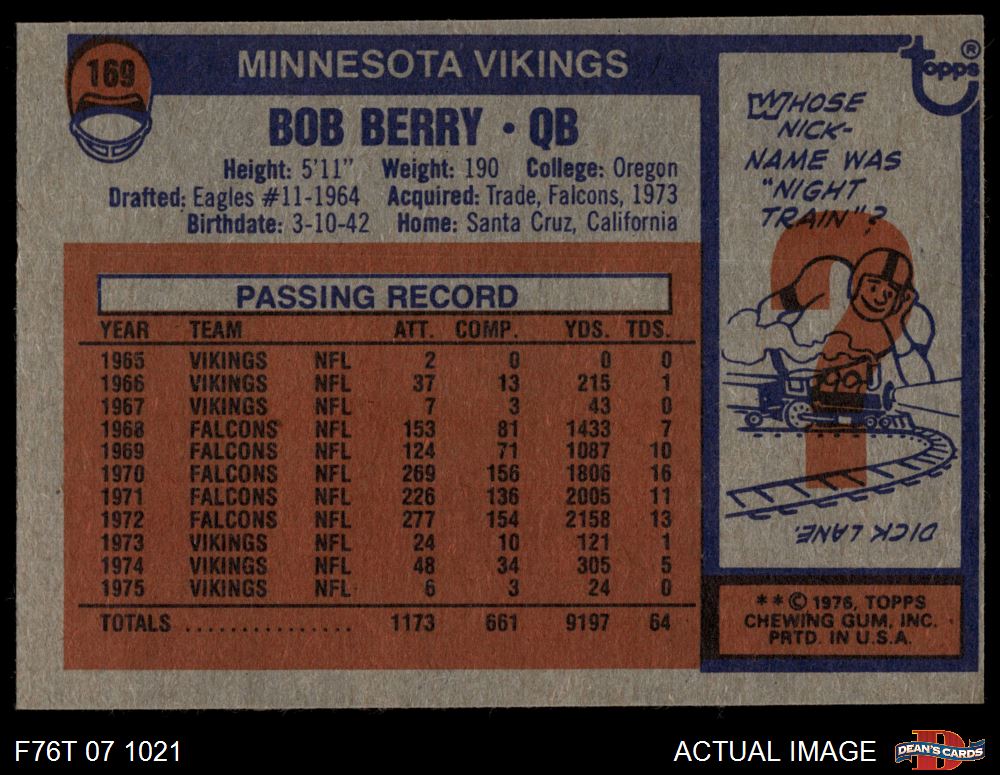 169
MINNESOTA VIKINGS
BOB BERRY • QB
Height: 5'11" Weight: 190 College: Oregon
Drafted: Eagles #11-1964 Acquired: Trade, Falcons, 1973
Birthdate: 3-10-42 Home: Santa Cruz, California
PASSING RECORD
YEAR TEAM ATT. COMP. YDS. TDS.
1965 VIKINGS NFL 2 0 0 0
1966 VIKINGS NFL 37 13 215 1
1967 VIKINGS NFL 7 3 43 0
1968 FALCONS NFL 153 81 1433 7
1969 FALCONS NFL 124 71 1087 10
1970 FALCONS NFL 269 156 1806 16
1971 FALCONS NFL 226 136 2005 11
1972 FALCONS NFL 277 154 2158 13
1973 VIKINGS NFL 24 10 121 1
1974 VIKINGS NFL 48 34 305 5
1975 VIKINGS NFL 6 3 24 0
TOTALS ................ 1173 661 9197 64
topps ®
WHOSE
NICK-
NAME WAS
"NIGHT
TRAIN"?
?
DICK LANE.
** © 1976, TOPPS
CHEWING GUM, INC.
PRTD. IN U.S.A.
F76T 07 1021
ACTUAL IMAGE
D
DEAN'S CARDS